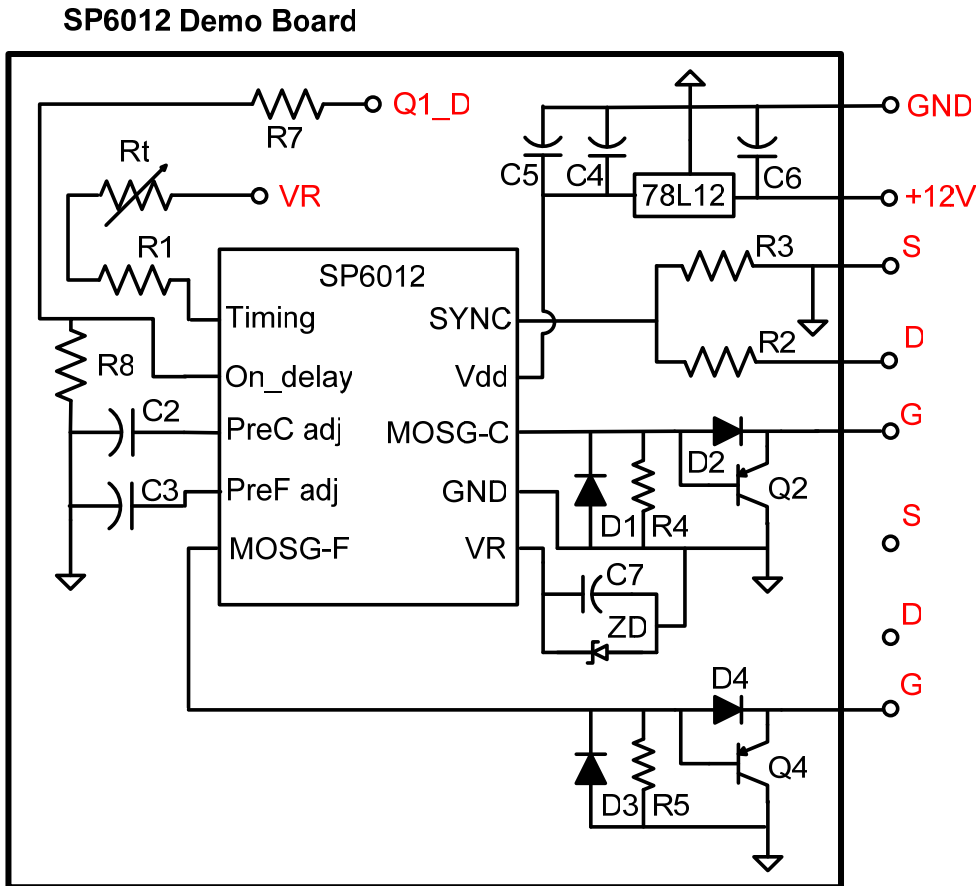 SP6012 Demo Board
Q1_D
R7
GND
Rt
VR
C5
C4
C6
78L12
+12V
R1
S
R3
SP6012
Timing
SYNC
R2
D
R8
On_delay
Vdd
C2
PreC adj
MOSG-C
G
D2
Q2
C3
PreF adj
GND
D1
R4
S
MOSG-F
VR
C7
ZD
D
D4
G
Q4
D3
R5